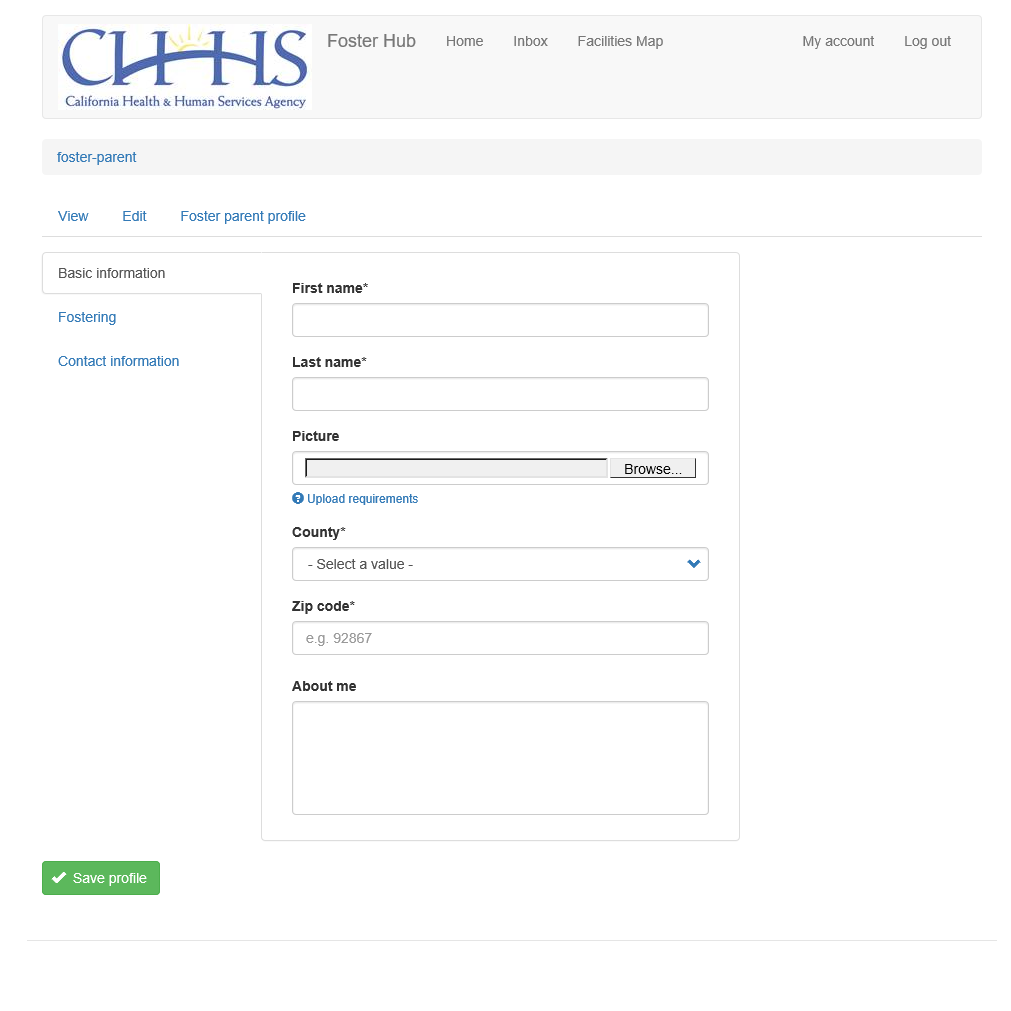 CHHS
California Health & Human Services Agency
Foster Hub Home Inbox Facilities Map My account Log out
foster-parent
View Edit Foster parent profile
Basic information
Fostering
Contact information
First name*
Last name*
Picture
Browse...
Upload requirements
County*
- Select a value -
Zip code*
e.g. 92867
About me
Save profile